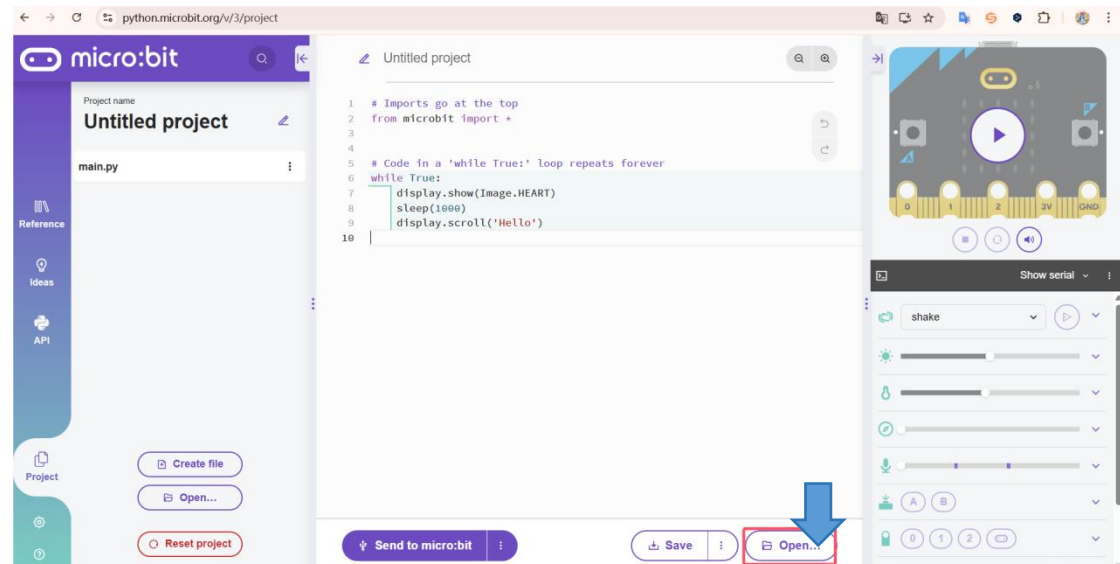 python.microbit.org/v/3/project
micro:bit
Project name
Untitled project
main.py
Reference
Ideas
API
Project
Create file
Open...
Reset project
Untitled project
1 # Imports go at the top
2 from microbit import *
3
4
5 # Code in a 'while True:' loop repeats forever
6 while True:
7 display.show(Image.HEART)
8 sleep(1000)
9 display.scroll('Hello')
10
Send to micro:bit
Save
Open...
A
B
0 1 2 3V GND
Show serial
shake
A B
0 1 2